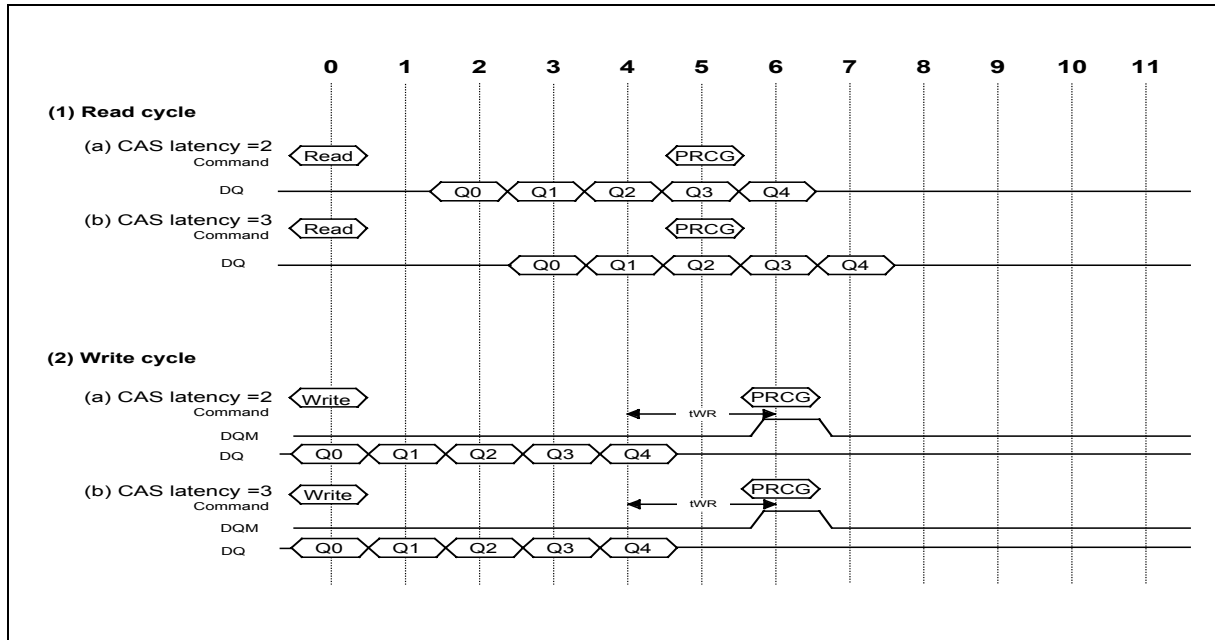 0 1 2 3 4 5 6 7 8 9 10 11
(1) Read cycle
(a) CAS latency =2
Command
Read PRCG
DQ
Q0 Q1 Q2 Q3 Q4
(b) CAS latency =3
Command
Read PRCG
DQ
Q0 Q1 Q2 Q3 Q4
(2) Write cycle
(a) CAS latency =2
Command
Write PRCG
tWR
DQM
DQ
Q0 Q1 Q2 Q3 Q4
(b) CAS latency =3
Command
Write PRCG
tWR
DQM
DQ
Q0 Q1 Q2 Q3 Q4